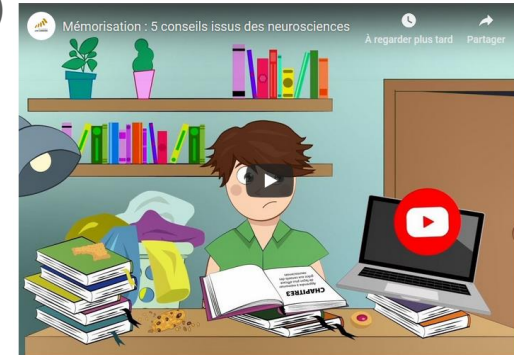 Mémorisation : 5 conseils issus des neurosciences
À regarder plus tard
Partager
CHAPITRE3